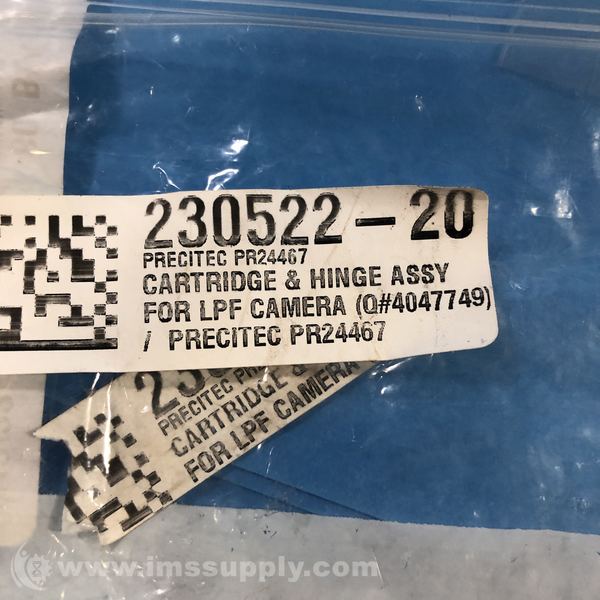 230522-20
PRECITEC PR24467
CARTRIDGE & HINGE ASSY
FOR LPF CAMERA (Q#4047749)
/ PRECITEC PR24467
PRECITEC
CARTRIDGE &
FOR LPF CAMERA
www.imssupply.com